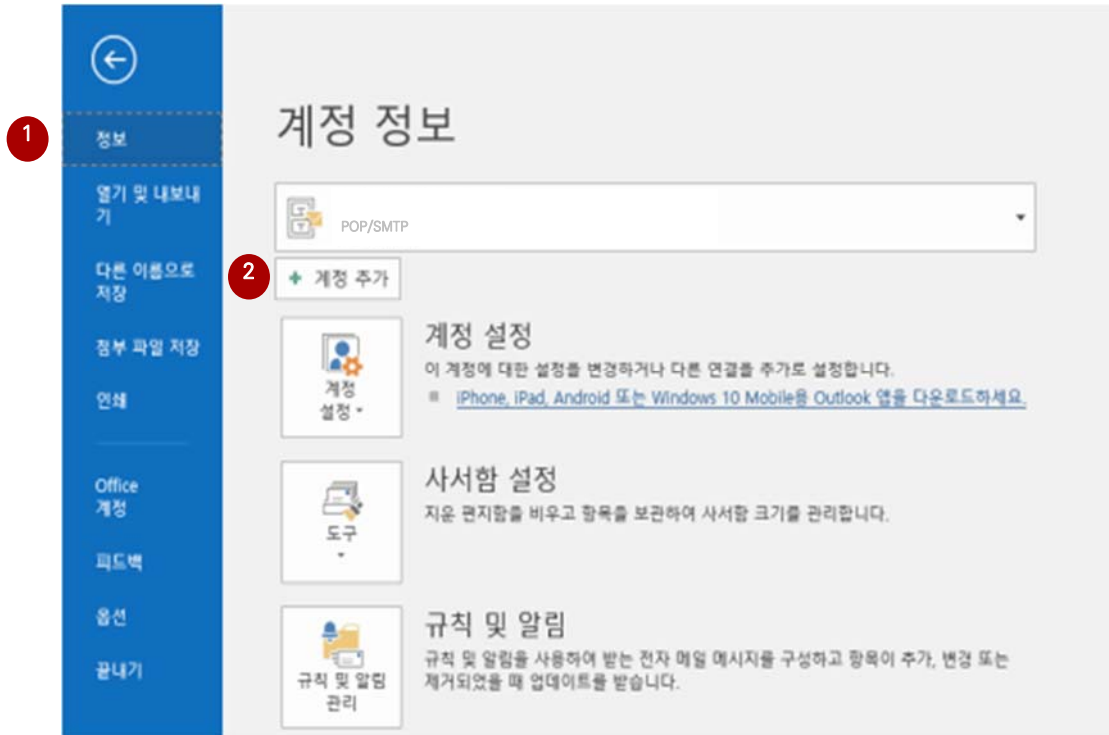 1
정보
열기 및 내보내
기
다른 이름으로
저장
첨부 파일 저장
인쇄
Office
계정
피드백
옵션
끝내기
계정 정보
POP/SMTP
2
+ 계정 추가
계정
설정
계정 설정
이 계정에 대한 설정을 변경하거나 다른 연결을 추가로 설정합니다.
iPhone, iPad, Android 또는 Windows 10 Mobile용 Outlook 앱을 다운로드하세요.
도구
사서함 설정
지운 편지함을 비우고 항목을 보관하여 사서함 크기를 관리합니다.
규칙 및 알림
관리
규칙 및 알림
규칙 및 알림을 사용하여 받는 전자 메일 메시지를 구성하고 항목이 추가, 변경 또는
제거되었을 때 업데이트를 받습니다.